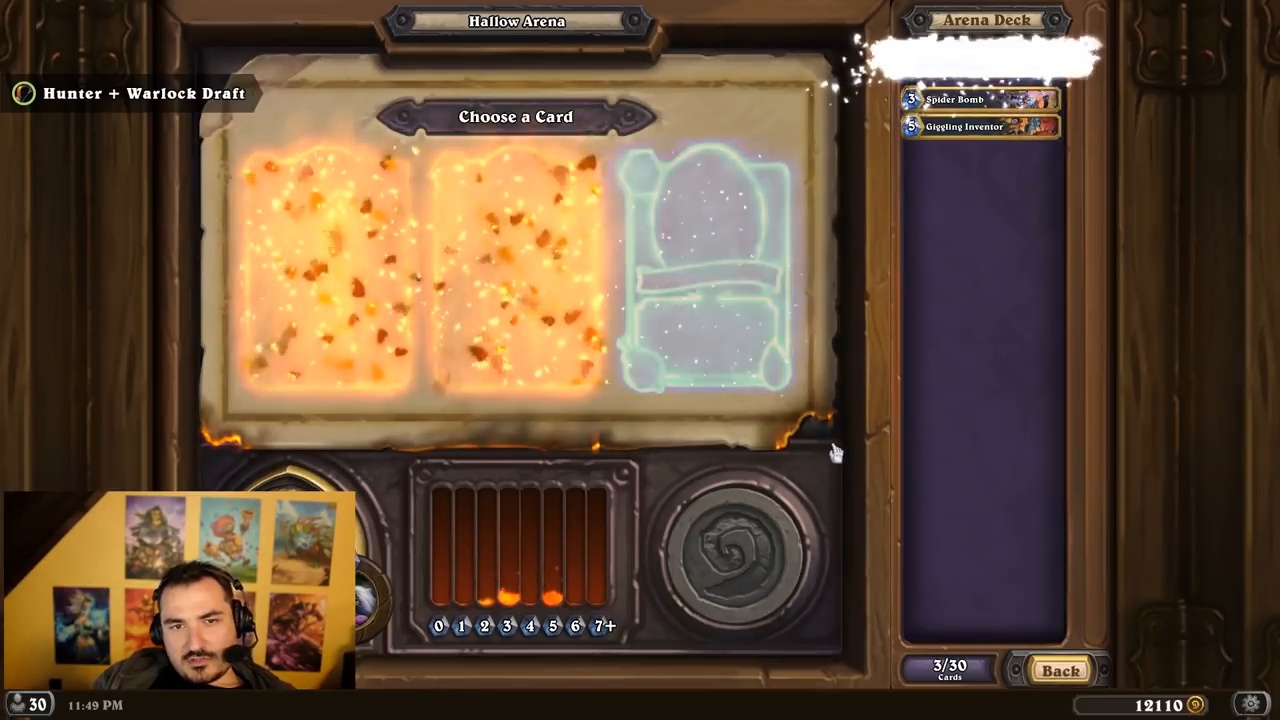 Hallow Arena
Arena Deck
Hunter + Warlock Draft
Choose a Card
3 Spider Bomb
5 Giggling Inventor
0 1 2 3 4 5 6 7+
3/30
Cards
Back
30
11:49 PM
12110